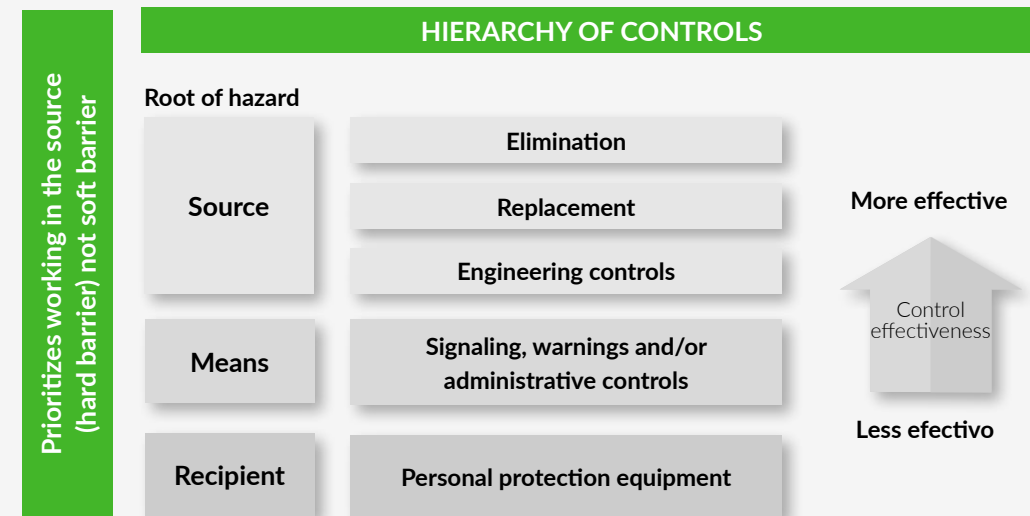 HIERARCHY OF CONTROLS
Prioritizes working in the source
(hard barrier) not soft barrier
Root of hazard
Source
Elimination
Replacement
Engineering controls
Means
Signaling, warnings and/or
administrative controls
Recipient
Personal protection equipment
More effective
Control
effectiveness
Less efectivo